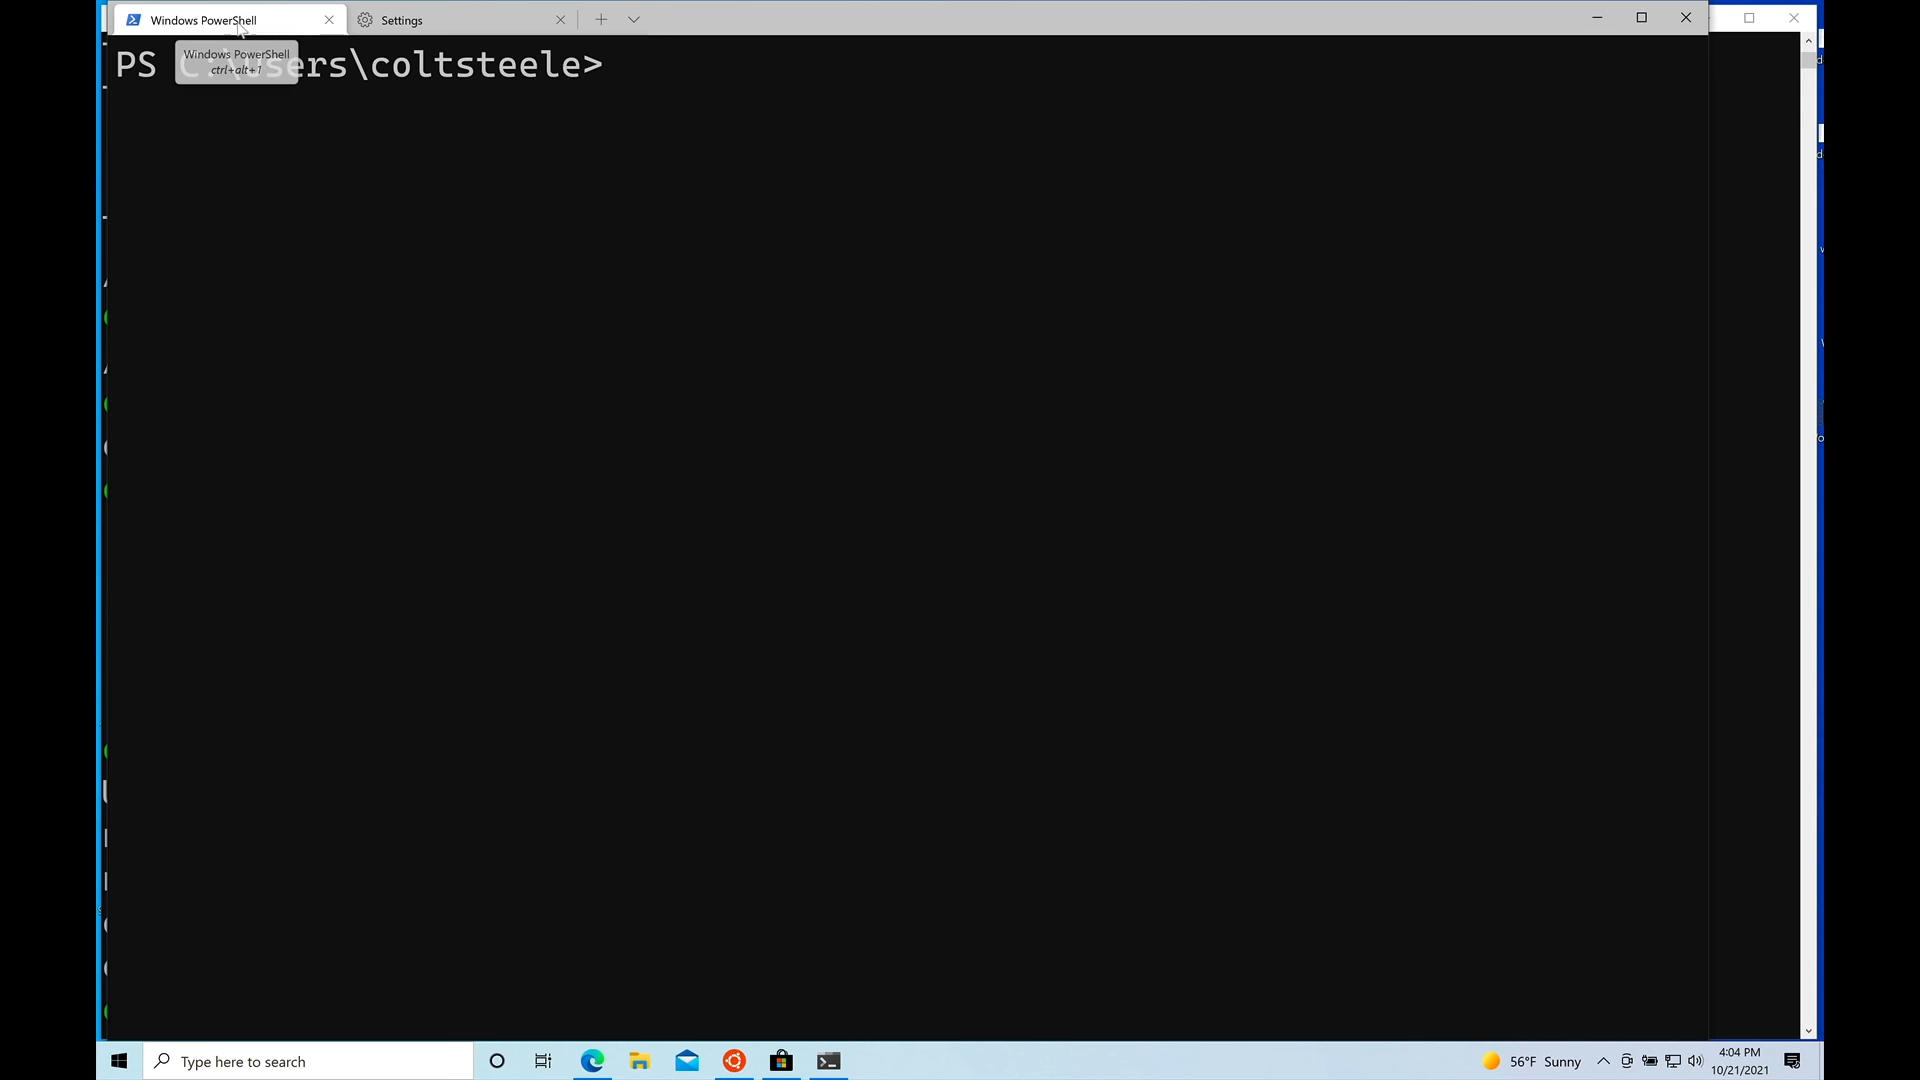 Windows PowerShell
Settings
Windows PowerShell
ctrl+alt+1
PS C:\Users\coltsteele>
Type here to search
56°F Sunny
4:04 PM
10/21/2021